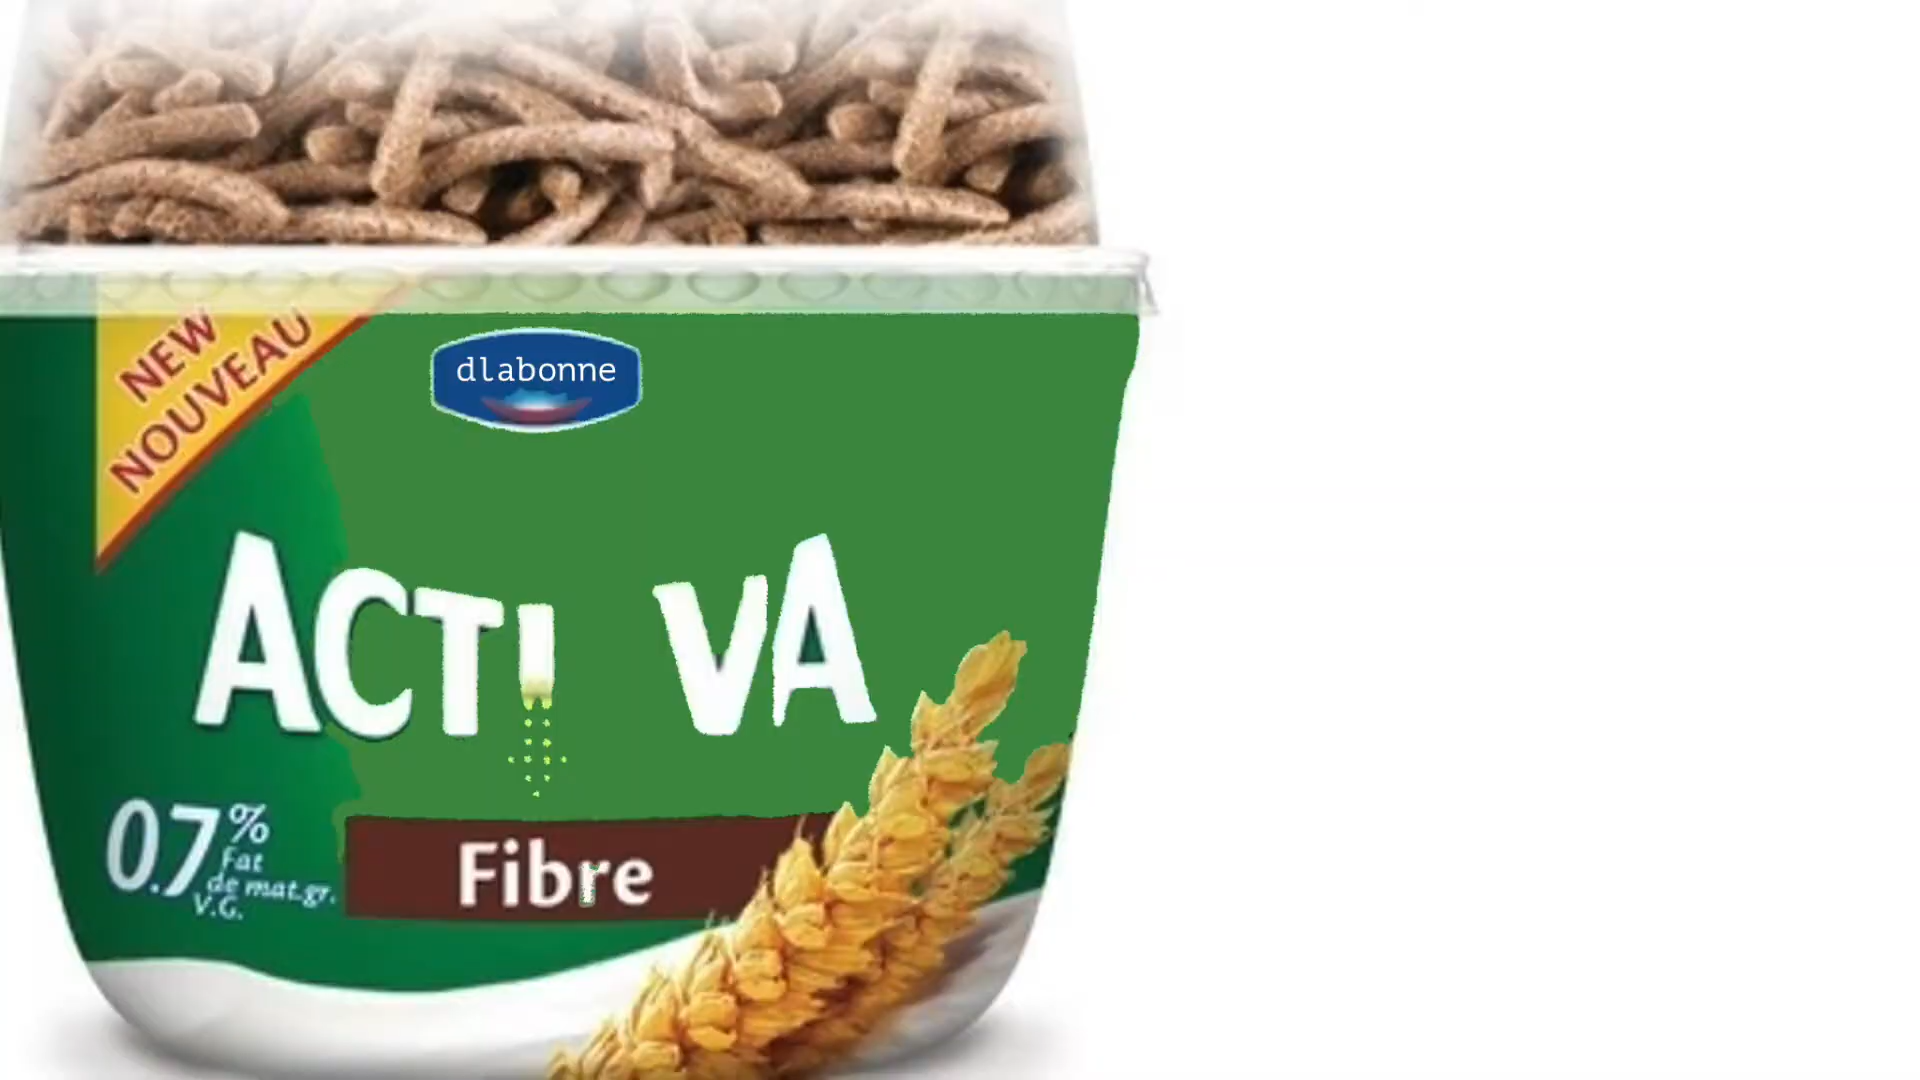 NEW
NOUVEAU
dlabonne
ACTI VA
0.7%
Fat
de mat.gr.
V.G.
Fibre